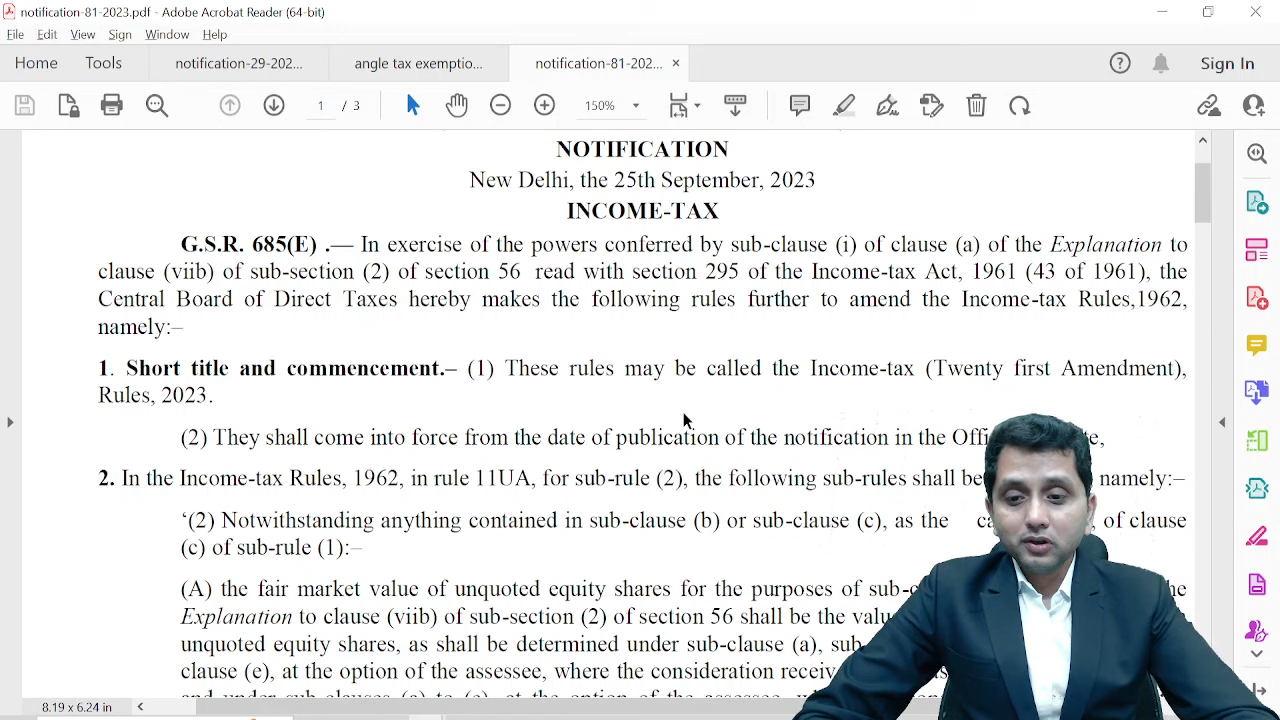 notification-81-2023.pdf - Adobe Acrobat Reader (64-bit)
File Edit View Sign Window Help
Home Tools notification-29-202... angle tax exemptio... notification-81-202... × Sign In
1 / 3 150%
NOTIFICATION
New Delhi, the 25th September, 2023
INCOME-TAX
G.S.R. 685(E) .— In exercise of the powers conferred by sub-clause (i) of clause (a) of the Explanation to
clause (viib) of sub-section (2) of section 56 read with section 295 of the Income-tax Act, 1961 (43 of 1961), the
Central Board of Direct Taxes hereby makes the following rules further to amend the Income-tax Rules,1962,
namely:–
1. Short title and commencement.– (1) These rules may be called the Income-tax (Twenty first Amendment),
Rules, 2023.
(2) They shall come into force from the date of publication of the notification in the
2. In the Income-tax Rules, 1962, in rule 11UA, for sub-rule (2), the following sub-rules shall be namely:–
‘(2) Notwithstanding anything contained in sub-clause (b) or sub-clause (c), as the of clause
(c) of sub-rule (1):–
(A) the fair market value of unquoted equity shares for the purposes of
Explanation to clause (viib) of sub-section (2) of section 56 shall be the
unquoted equity shares, as shall be determined under sub-clause (a),
clause (e), at the option of the assessee, where the consideration
8.19 x 6.24 in